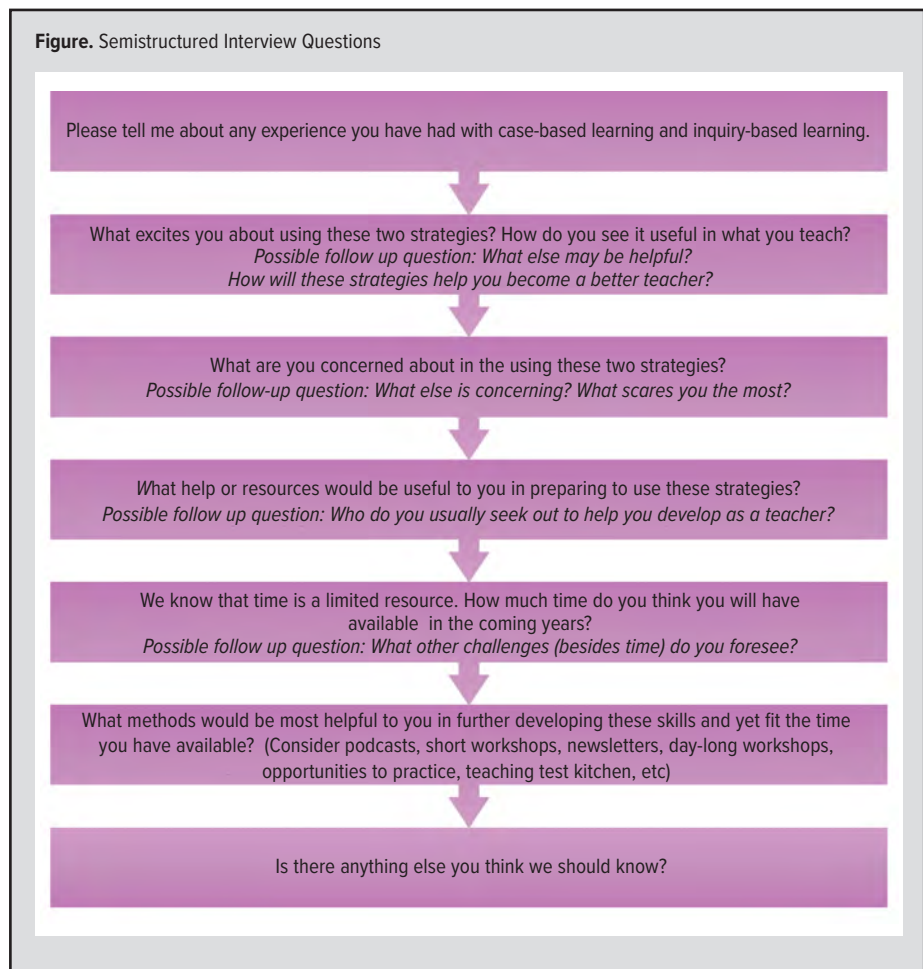 Figure. Semistructured Interview Questions
Please tell me about any experience you have had with case-based learning and inquiry-based learning.
What excites you about using these two strategies? How do you see it useful in what you teach?
Possible follow up question: What else may be helpful?
How will these strategies help you become a better teacher?
What are you concerned about in the using these two strategies?
Possible follow-up question: What else is concerning? What scares you the most?
What help or resources would be useful to you in preparing to use these strategies?
Possible follow up question: Who do you usually seek out to help you develop as a teacher?
We know that time is a limited resource. How much time do you think you will have
available in the coming years?
Possible follow up question: What other challenges (besides time) do you foresee?
What methods would be most helpful to you in further developing these skills and yet fit the time
you have available? (Consider podcasts, short workshops, newsletters, day-long workshops,
opportunities to practice, teaching test kitchen, etc)
Is there anything else you think we should know?